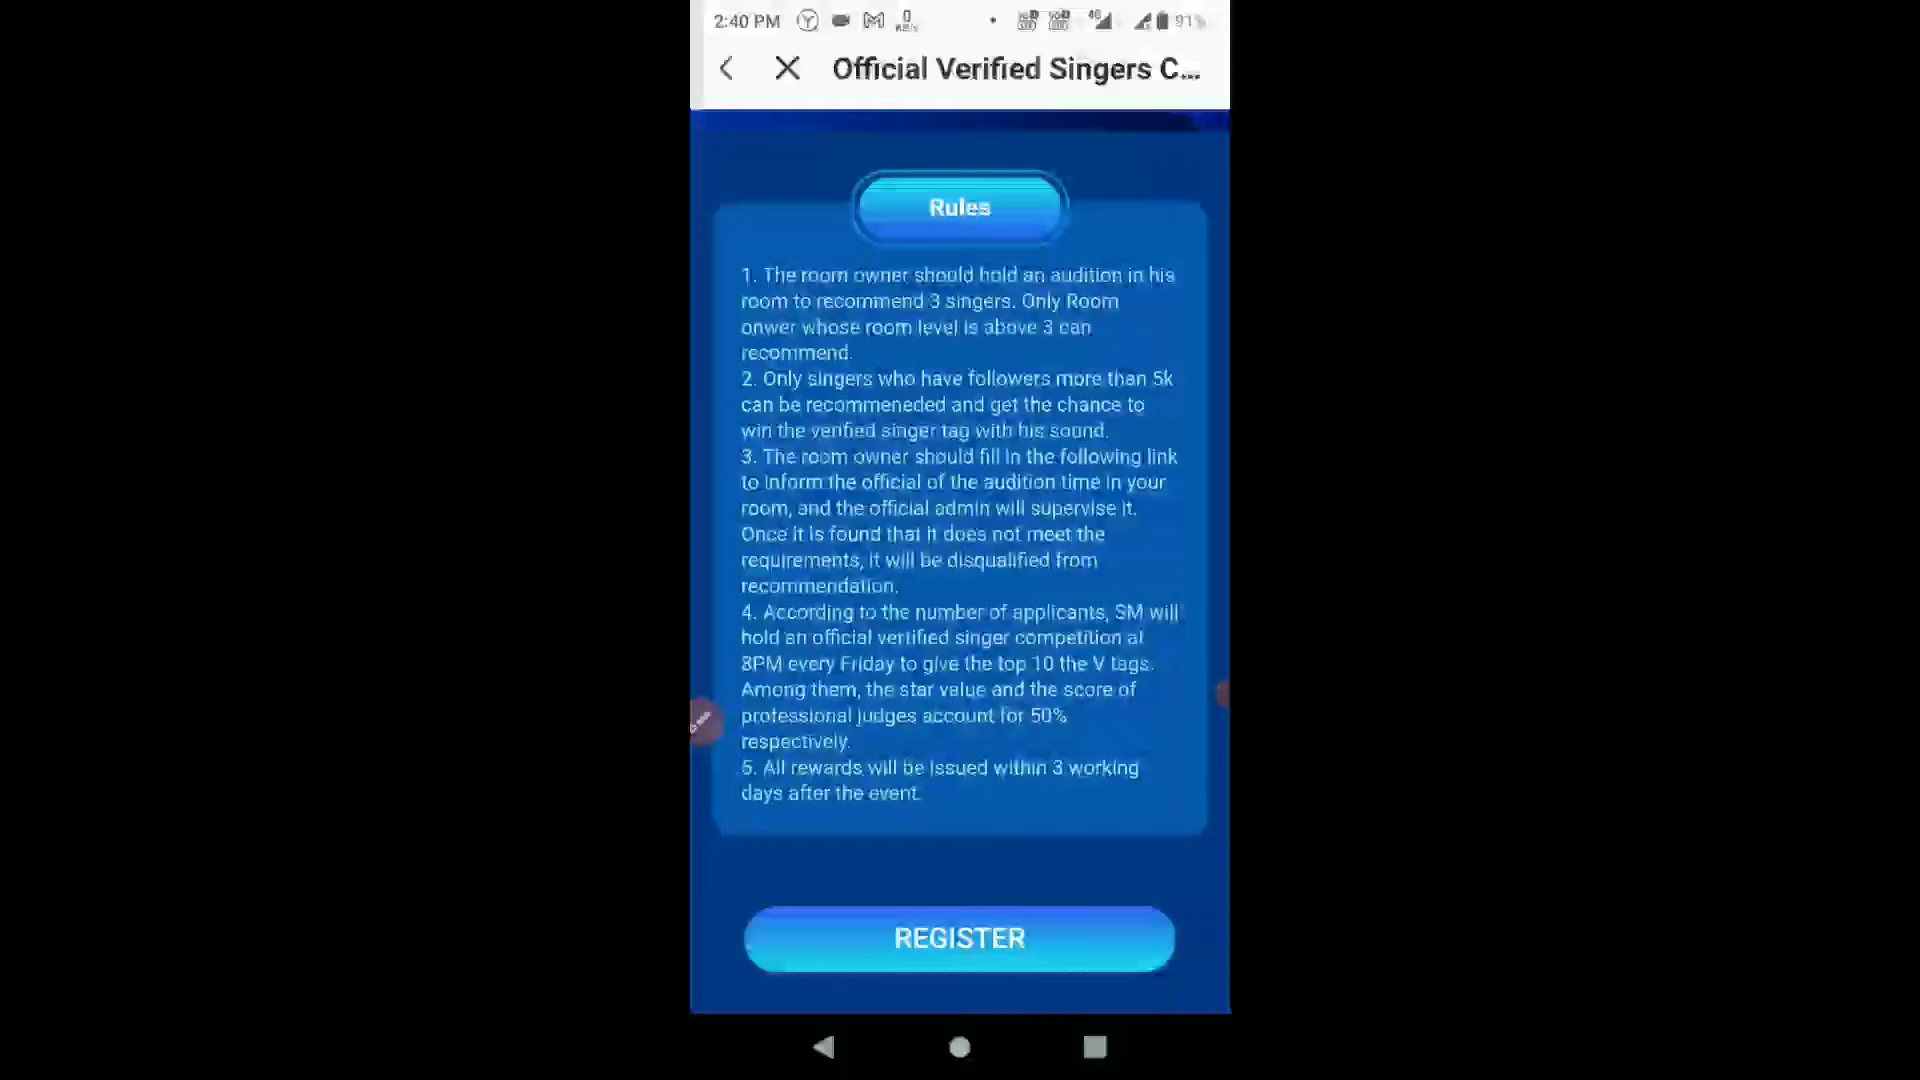 2:40 PM
91%
Official Verified Singers C...
Rules
1. The room owner should hold an audition in his
room to recommend 3 singers. Only Room
onwer whose room level is above 3 can
recommend.
2. Only singers who have followers more than 5k
can be recommeneded and get the chance to
win the verified singer tag with his sound.
3. The room owner should fill in the following link
to inform the official of the audition time in your
room, and the official admin will supervise it.
Once it is found that it does not meet the
requirements, it will be disqualified from
recommendation.
4. According to the number of applicants, SM will
hold an official vertified singer competition at
8PM every Friday to give the top 10 the V tags.
Among them, the star value and the score of
professional judges account for 50%
respectively.
5. All rewards will be issued within 3 working
days after the event.
REGISTER